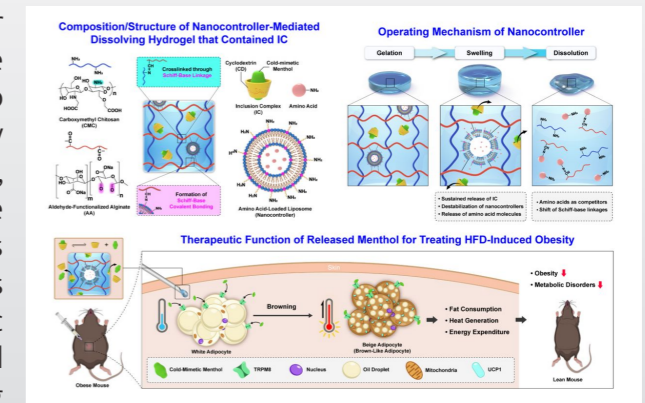 Composition/Structure of Nanocontroller-Mediated
Dissolving Hydrogel that Contained IC
NH₂
NH₂
Carboxymethyl Chitosan
(CMC)
Aldehyde-Functionalized Alginate
(AA)
Crosslinked through
Schiff-Base Linkage
Formation of
Schiff-Base
Covalent Bonding
Cyclodextrin
(CD)
Cold-mimetic
Menthol
Inclusion Complex
(IC)
Amino Acid
Amino Acid-Loaded Liposome
(Nanocontroller)
Operating Mechanism of Nanocontroller
Gelation
Swelling
Dissolution
• Sustained release of IC
• Destabilization of nanocontrollers
• Release of amino acid molecules
• Amino acids as competitors
• Shift of Schiff-base linkages
Therapeutic Function of Released Menthol for Treating HFD-Induced Obesity
Skin
Obese Mouse
White Adipocyte
Browning
Beige Adipocyte
(Brown-Like Adipocyte)
• Fat Consumption
• Heat Generation
• Energy Expenditure
• Obesity
• Metabolic Disorders
Lean Mouse
Cold-Mimetic Menthol
TRPM8
Nucleus
Oil Droplet
Mitochondria
UCP1